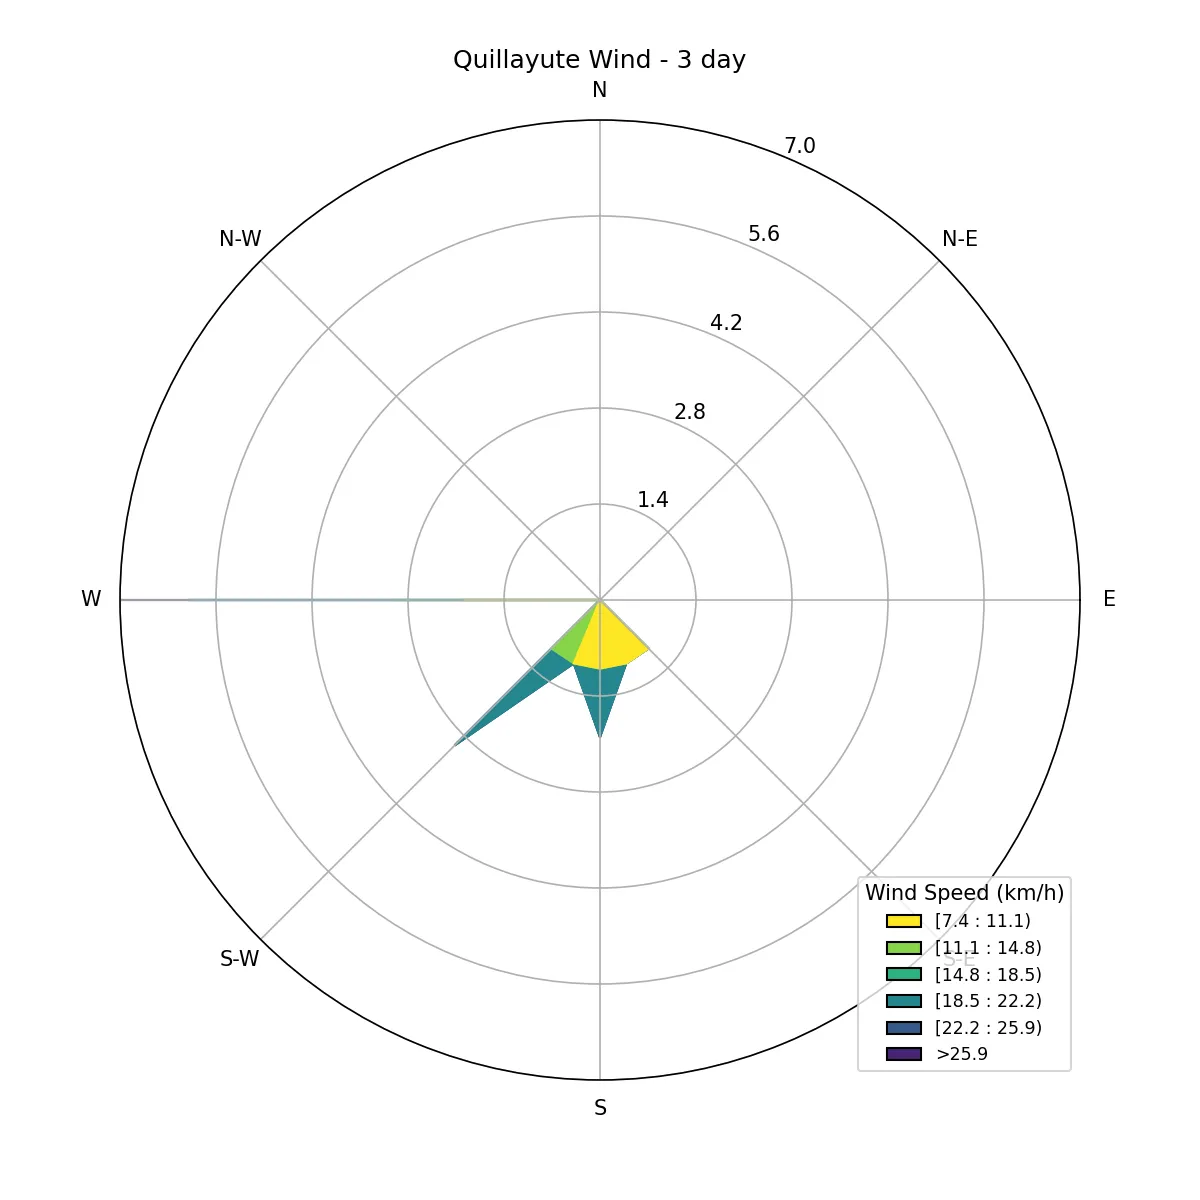 Quillayute Wind - 3 day
N
7.0
N-W
5.6
N-E
4.2
2.8
1.4
W
E
S-W
S-E
S
Wind Speed (km/h)
[7.4 : 11.1)
[11.1 : 14.8)
[14.8 : 18.5)
[18.5 : 22.2)
[22.2 : 25.9)
>25.9